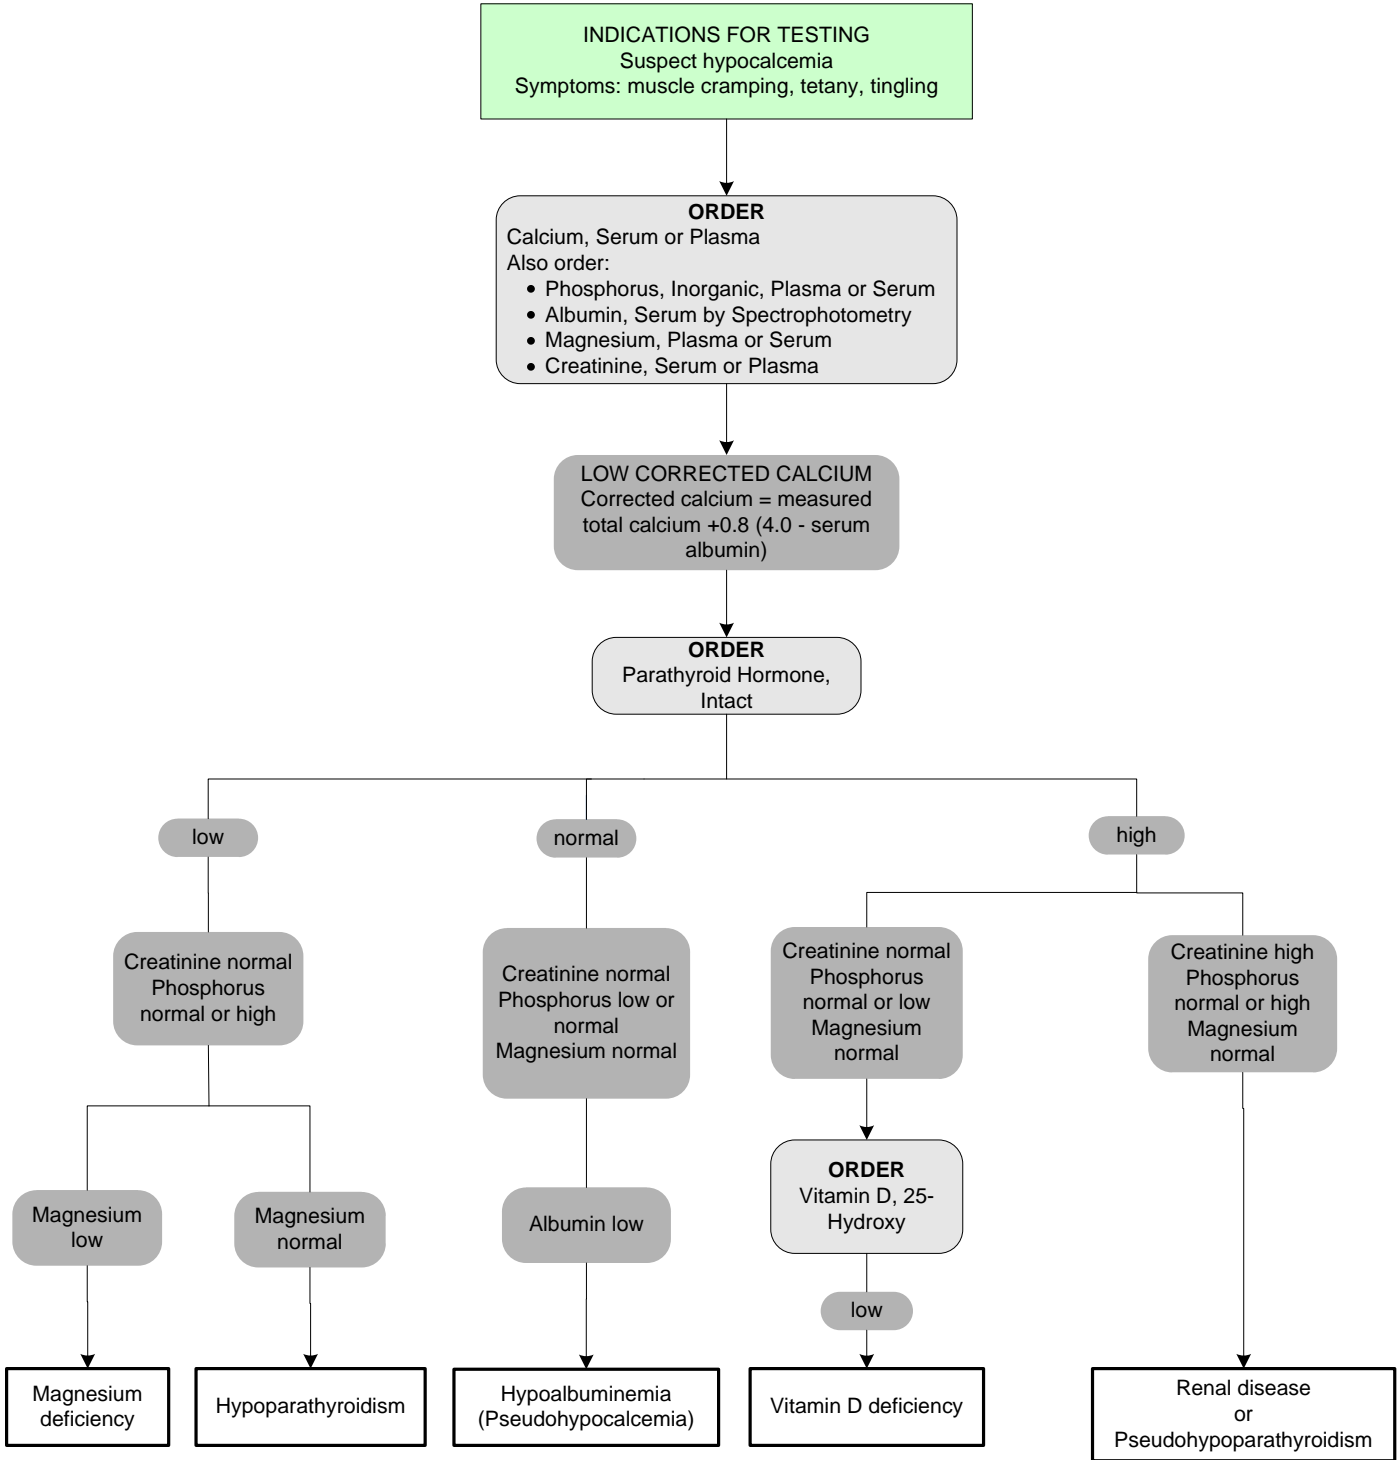 INDICATIONS FOR TESTING
Suspect hypocalcemia
Symptoms: muscle cramping, tetany, tingling
ORDER
Calcium, Serum or Plasma
Also order:
• Phosphorus, Inorganic, Plasma or Serum
• Albumin, Serum by Spectrophotometry
• Magnesium, Plasma or Serum
• Creatinine, Serum or Plasma
LOW CORRECTED CALCIUM
Corrected calcium = measured
total calcium +0.8 (4.0 - serum
albumin)
ORDER
Parathyroid Hormone,
Intact
low
normal
high
Creatinine normal
Phosphorus
normal or high
Creatinine normal
Phosphorus low or
normal
Magnesium normal
Creatinine normal
Phosphorus
normal or low
Magnesium
normal
Creatinine high
Phosphorus
normal or high
Magnesium
normal
Magnesium
low
Magnesium
normal
Albumin low
ORDER
Vitamin D, 25-
Hydroxy
low
Magnesium
deficiency
Hypoparathyroidism
Hypoalbuminemia
(Pseudohypocalcemia)
Vitamin D deficiency
Renal disease
or
Pseudohypoparathyroidism